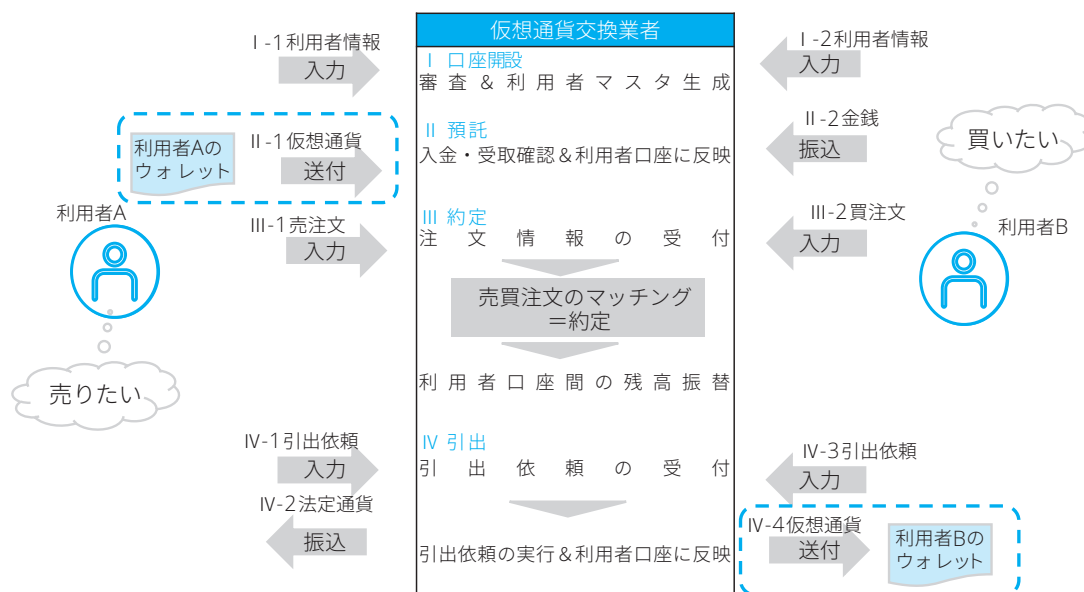 仮想通貨交換業者
Ⅰ-1利用者情報
入力
Ⅰ 口座開設
審査&利用者マスタ生成
Ⅰ-2利用者情報
入力
利用者Aの
ウォレット
Ⅱ-1仮想通貨
送付
Ⅱ 預託
入金・受取確認&利用者口座に反映
Ⅱ-2金銭
振込
買いたい
利用者A
Ⅲ-1売注文
入力
Ⅲ 約定
注文情報の受付
Ⅲ-2買注文
入力
利用者B
売買注文のマッチング
=約定
売りたい
利用者口座間の残高振替
Ⅳ-1引出依頼
入力
Ⅳ 引出
引出依頼の受付
Ⅳ-3引出依頼
入力
Ⅳ-2法定通貨
振込
引出依頼の実行&利用者口座に反映
Ⅳ-4仮想通貨
送付
利用者Bの
ウォレット